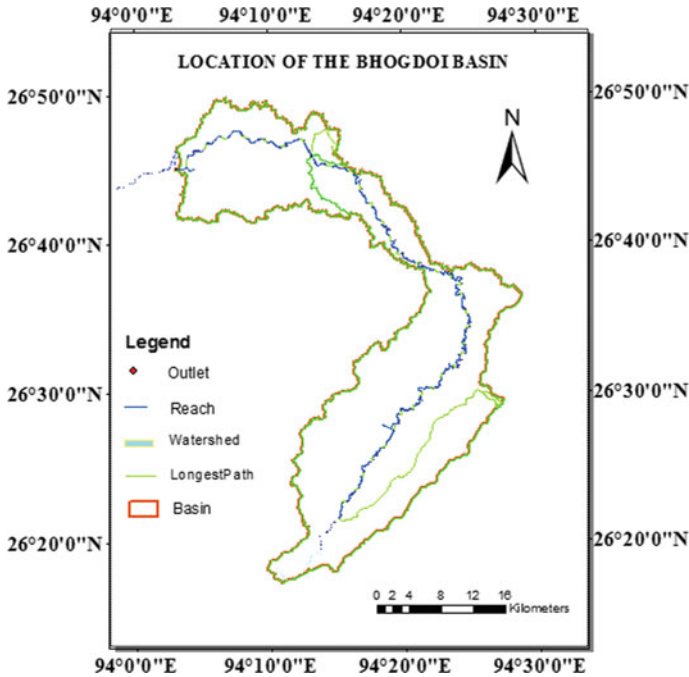 94°0'0"E 94°10'0"E 94°20'0"E 94°30'0"E
LOCATION OF THE BHOGDOI BASIN
26°50'0"N 26°50'0"N
N
26°40'0"N 26°40'0"N
Legend
Outlet
26°30'0"N 26°30'0"N
Reach
Watershed
LongestPath
Basin
26°20'0"N 26°20'0"N
0 2 4 8 12 16
Kilometers
94°0'0"E 94°10'0"E 94°20'0"E 94°30'0"E